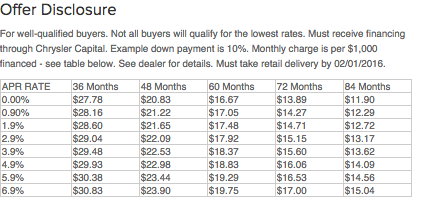 Offer Disclosure
For well-qualified buyers. Not all buyers will qualify for the lowest rates. Must receive financing
through Chrysler Capital. Example down payment is 10%. Monthly charge is per $1,000
financed - see table below. See dealer for details. Must take retail delivery by 02/01/2016.
APR RATE 36 Months 48 Months 60 Months 72 Months 84 Months
0.00% $27.78 $20.83 $16.67 $13.89 $11.90
0.90% $28.16 $21.22 $17.05 $14.27 $12.29
1.9% $28.60 $21.65 $17.48 $14.71 $12.72
2.9% $29.04 $22.09 $17.92 $15.15 $13.17
3.9% $29.48 $22.53 $18.37 $15.60 $13.62
4.9% $29.93 $22.98 $18.83 $16.06 $14.09
5.9% $30.38 $23.44 $19.29 $16.53 $14.56
6.9% $30.83 $23.90 $19.75 $17.00 $15.04